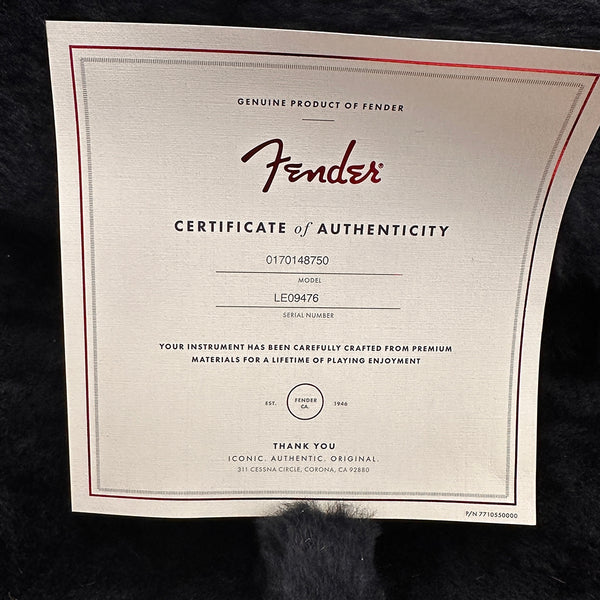 GENUINE PRODUCT OF FENDER
Fender®
CERTIFICATE of AUTHENTICITY
0170148750
MODEL
LE09476
SERIAL NUMBER
YOUR INSTRUMENT HAS BEEN CAREFULLY CRAFTED FROM PREMIUM
MATERIALS FOR A LIFETIME OF PLAYING ENJOYMENT
EST. FENDER CA. 1946
THANK YOU
ICONIC. AUTHENTIC. ORIGINAL.
311 CESSNA CIRCLE, CORONA, CA 92880
P/N 7710550000